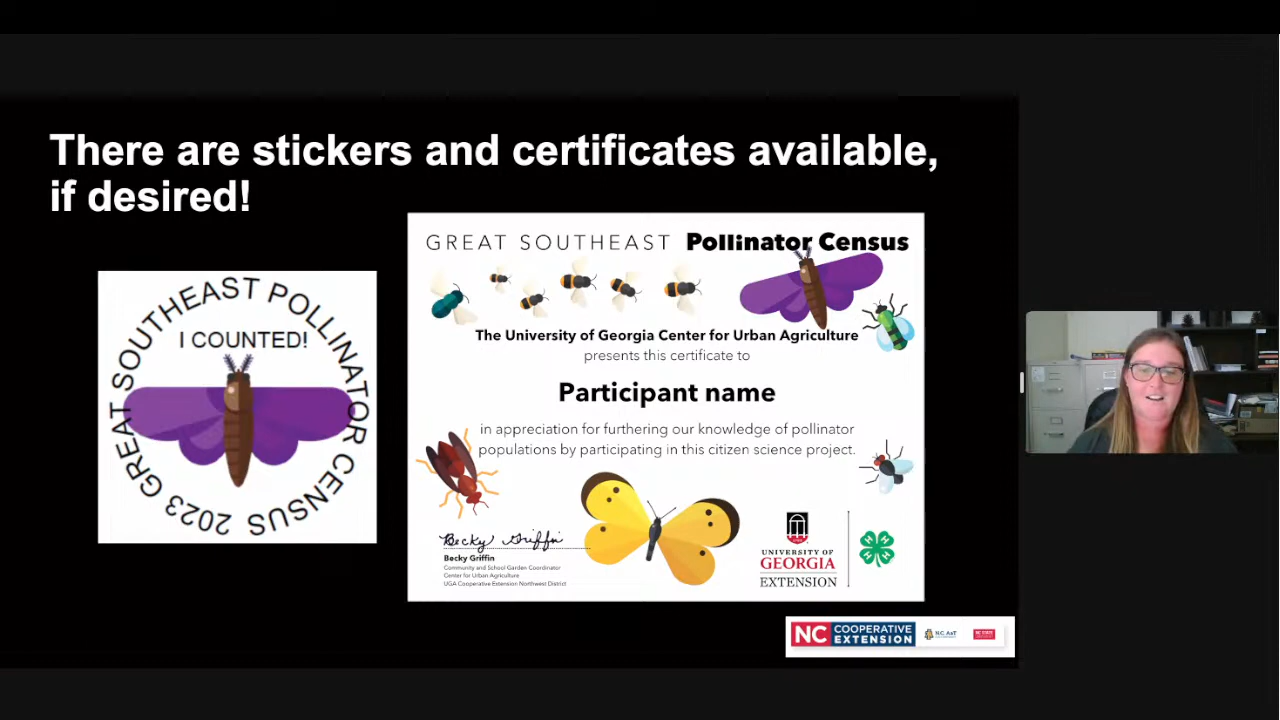 There are stickers and certificates available,
if desired!
GREAT SOUTHEAST POLLINATOR CENSUS 2023
I COUNTED!
GREAT SOUTHEAST Pollinator Census
The University of Georgia Center for Urban Agriculture
presents this certificate to
Participant name
in appreciation for furthering our knowledge of pollinator
populations by participating in this citizen science project.
Becky Griffin
Becky Griffin
Community and School Garden Coordinator
Center for Urban Agriculture
UGA Cooperative Extension Northwest District
UNIVERSITY OF
GEORGIA
EXTENSION
H H H H
NC COOPERATIVE
EXTENSION
N.C. A&T
NC STATE